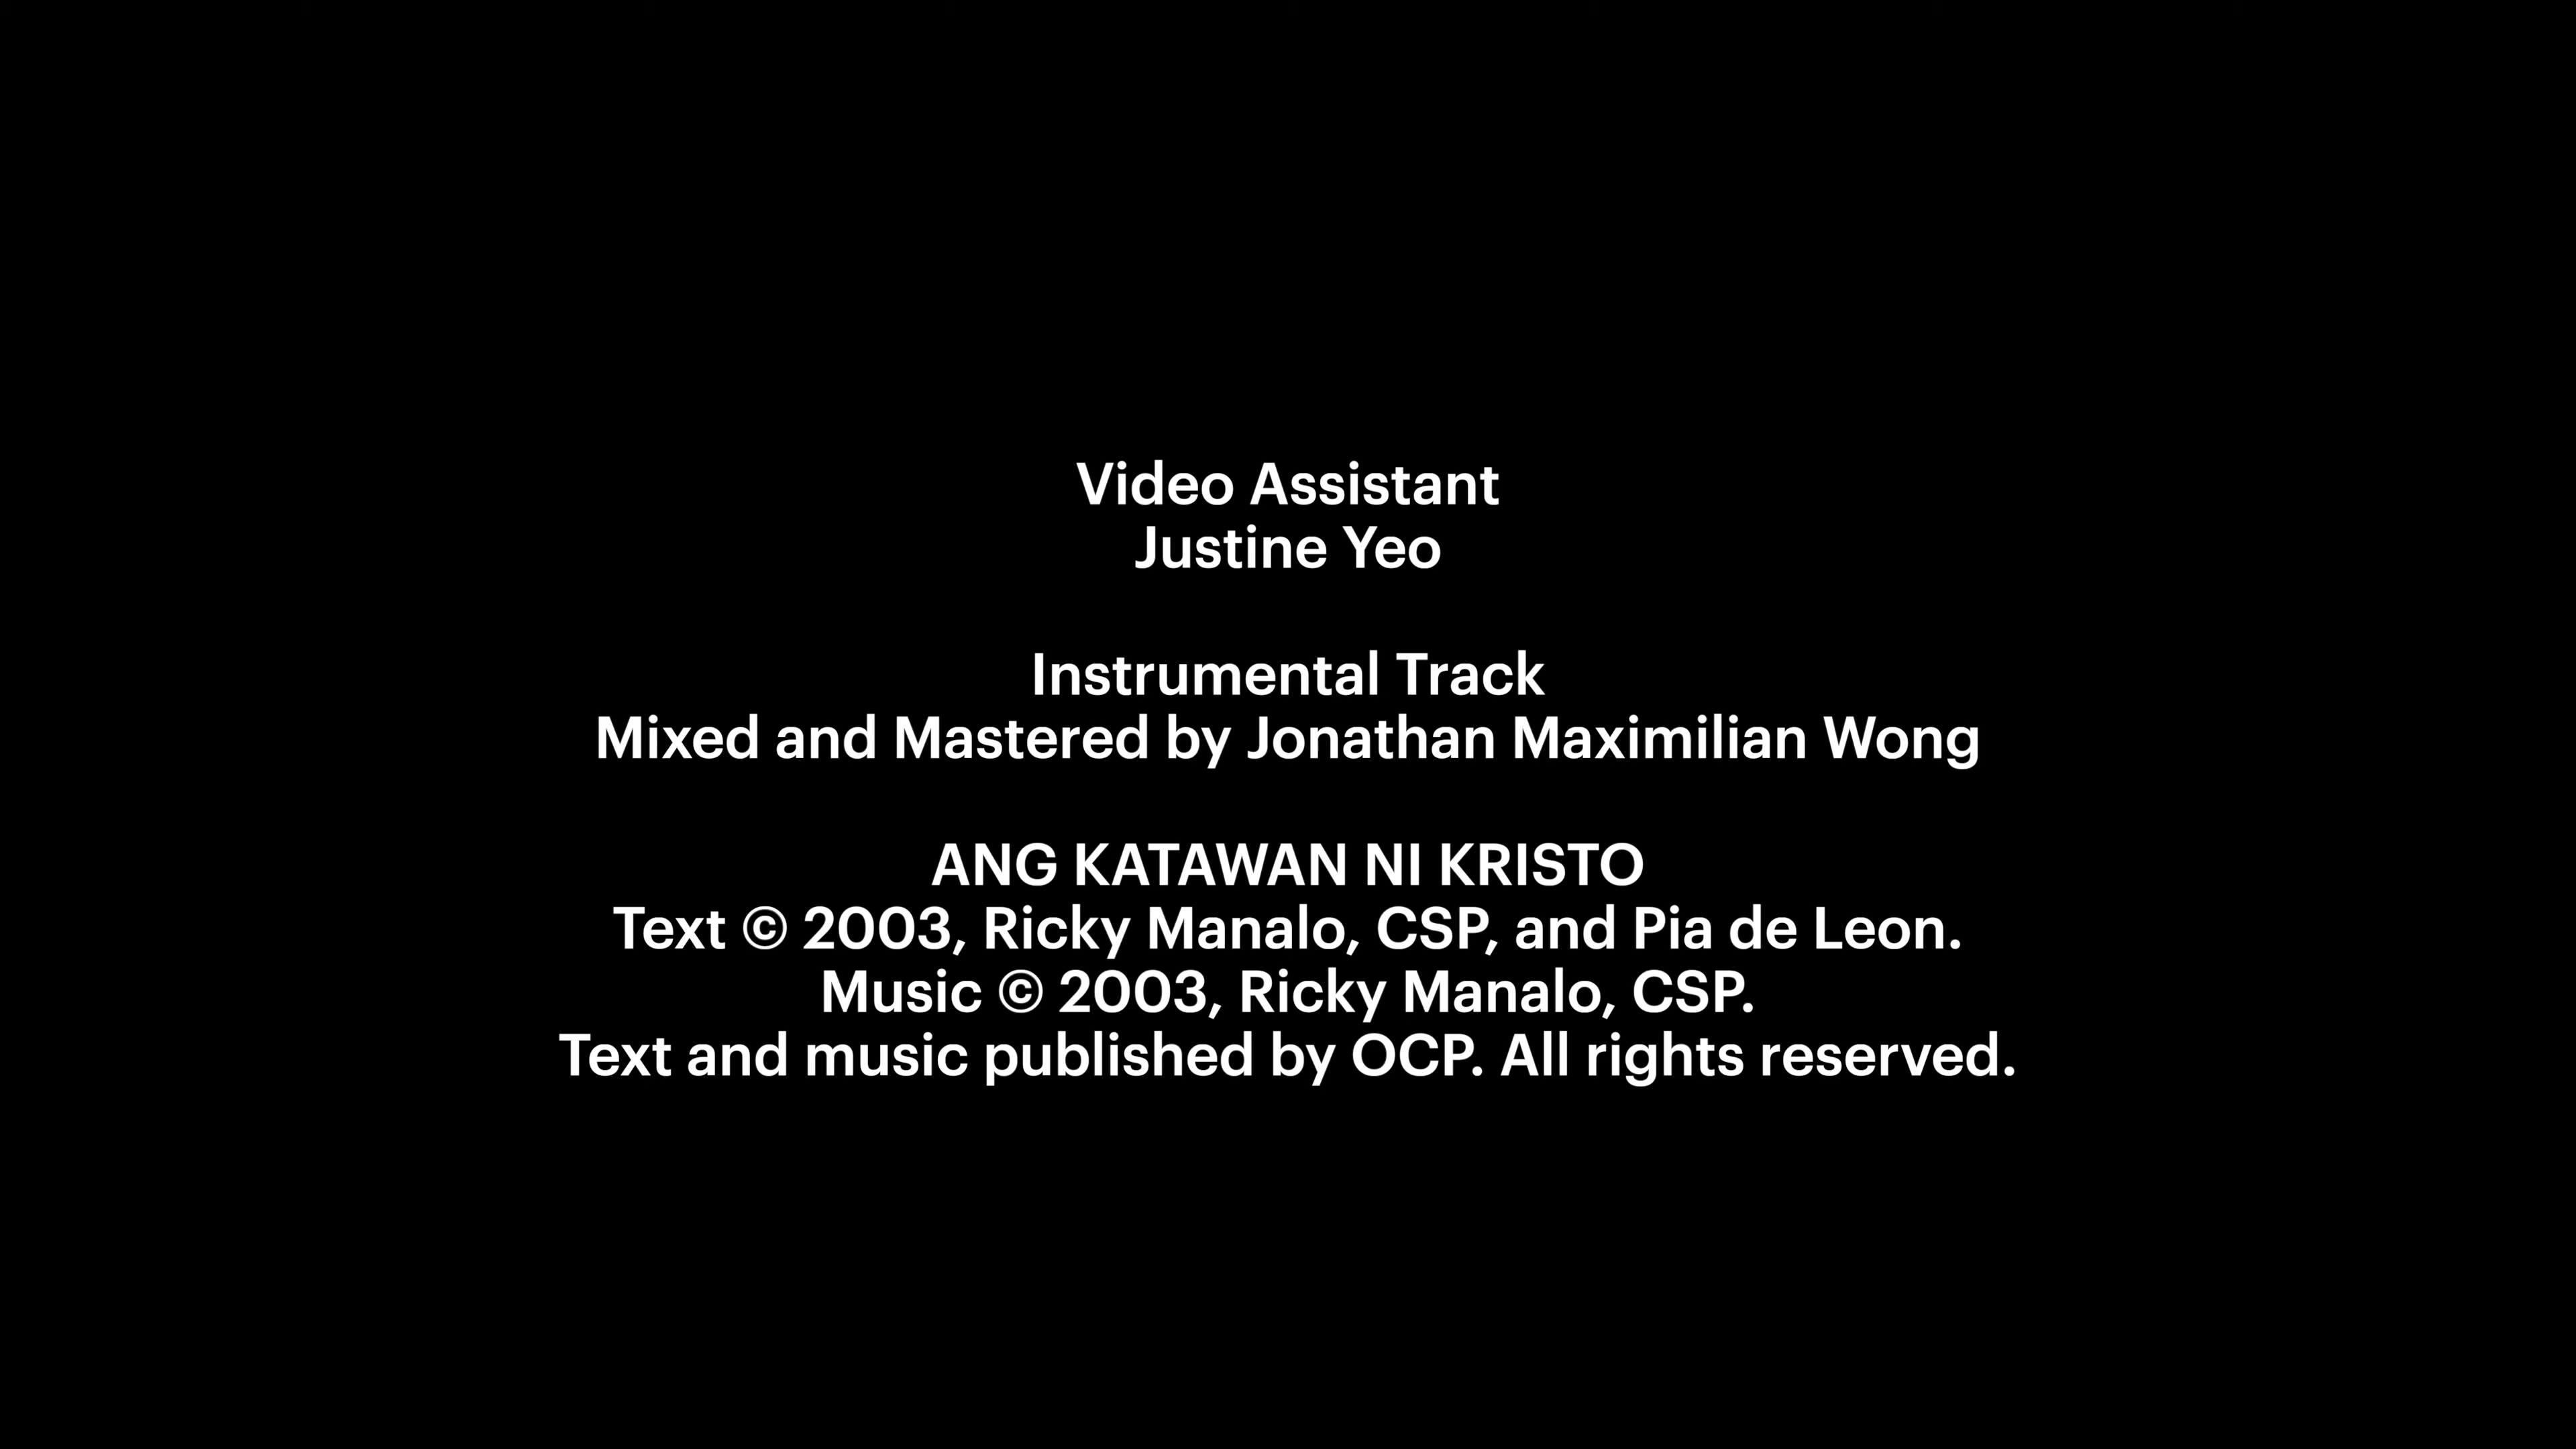 Video Assistant
Justine Yeo
Instrumental Track
Mixed and Mastered by Jonathan Maximilian Wong
ANG KATAWAN NI KRISTO
Text © 2003, Ricky Manalo, CSP, and Pia de Leon.
Music © 2003, Ricky Manalo, CSP.
Text and music published by OCP. All rights reserved.